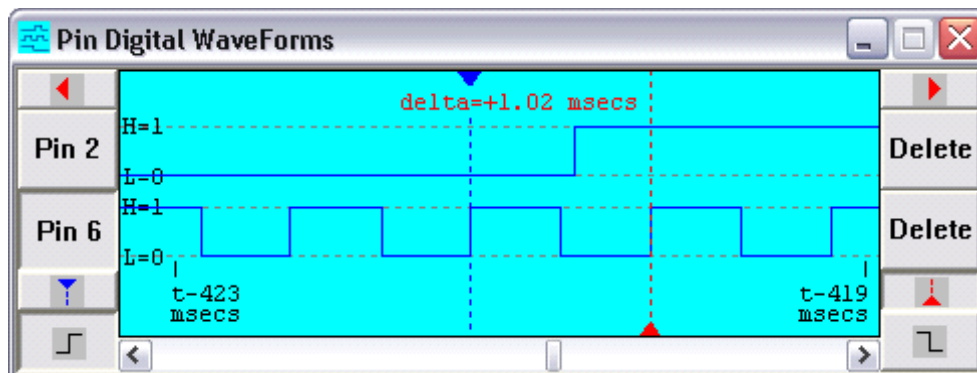 Pin Digital WaveForms
delta=+1.02 msecs
H=1
Pin 2
Delete
L=0
H=1
Pin 6
Delete
L=0
t-423
msecs
t-419
msecs